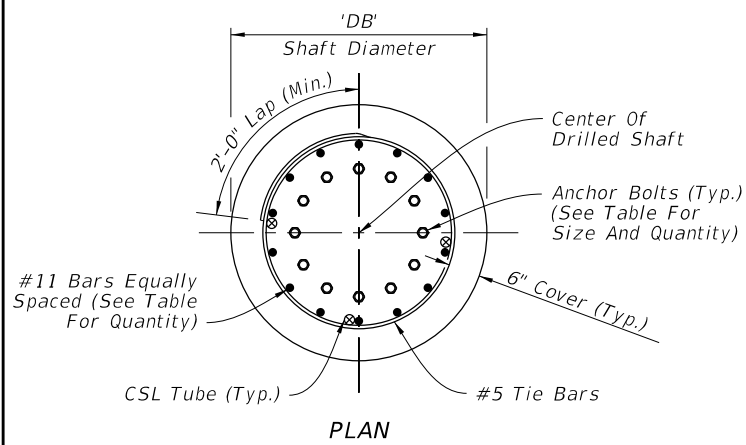 'DB'
Shaft Diameter
2'-0" Lap (Min.)
Center Of
Drilled Shaft
Anchor Bolts (Typ.)
(See Table For
Size And Quantity)
#11 Bars Equally
Spaced (See Table
For Quantity)
6" Cover (Typ.)
CSL Tube (Typ.)
#5 Tie Bars
PLAN